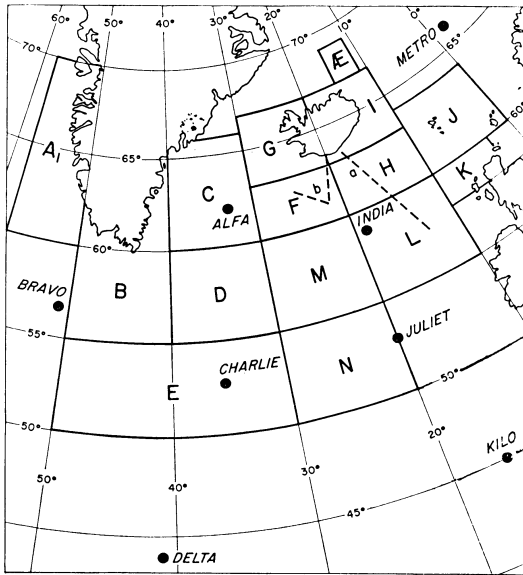 60° 50° 40° 30° 20° 10° 0°
70° 70° 65°
METRO
Æ
60°
A₁
65°
G I J
C
H K
ALFA
F b a
INDIA
L
60°
BRAVO
B D M
JULIET
55°
CHARLIE
E N
50°
50°
20°
KILO
50° 40° 30° 45°
DELTA